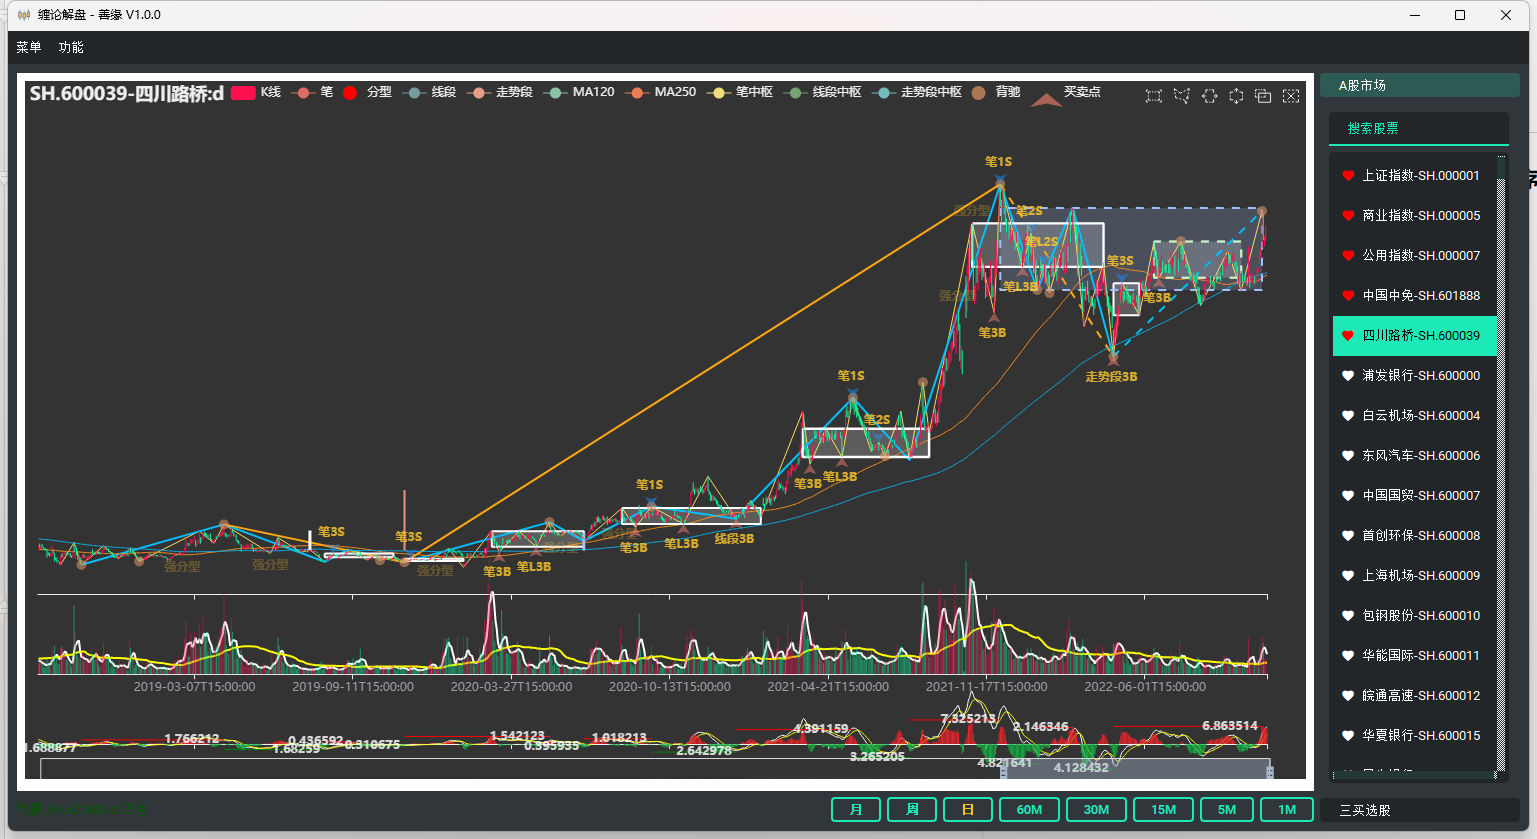 缠论解盘 - 善缘 V1.0.0
菜单 功能
SH.600039-四川路桥:d K线 笔 分型 线段 走势段 MA120 MA250 笔中枢 线段中枢 走势段中枢 背驰 买卖点
笔1S
强分型 笔2S
笔L2S
笔3S
笔L3B
强分型 笔3B
笔3B
走势段3B
笔1S
笔2S
笔3B 笔L3B
笔1S
强分型
笔3B 笔L3B 线段3B
笔3S 笔3S
强分型
强分型 强分型 强分型 笔3B 笔L3B
2019-03-07T15:00:00 2019-09-11T15:00:00 2020-03-27T15:00:00 2020-10-13T15:00:00 2021-04-21T15:00:00 2021-11-17T15:00:00 2022-06-01T15:00:00
1.688877 1.766212 1.68259 0.436592 0.310675 1.542123 0.395935 1.018213 2.642978 4.391159 3.265205 7.325213 4.821641 2.146346 4.128432 6.863514
月 周 日 60M 30M 15M 5M 1M
A股市场
搜索股票
上证指数-SH.000001
商业指数-SH.000005
公用指数-SH.000007
中国中免-SH.601888
四川路桥-SH.600039
浦发银行-SH.600000
白云机场-SH.600004
东风汽车-SH.600006
中国国贸-SH.600007
首创环保-SH.600008
上海机场-SH.600009
包钢股份-SH.600010
华能国际-SH.600011
皖通高速-SH.600012
华夏银行-SH.600015
三买选股